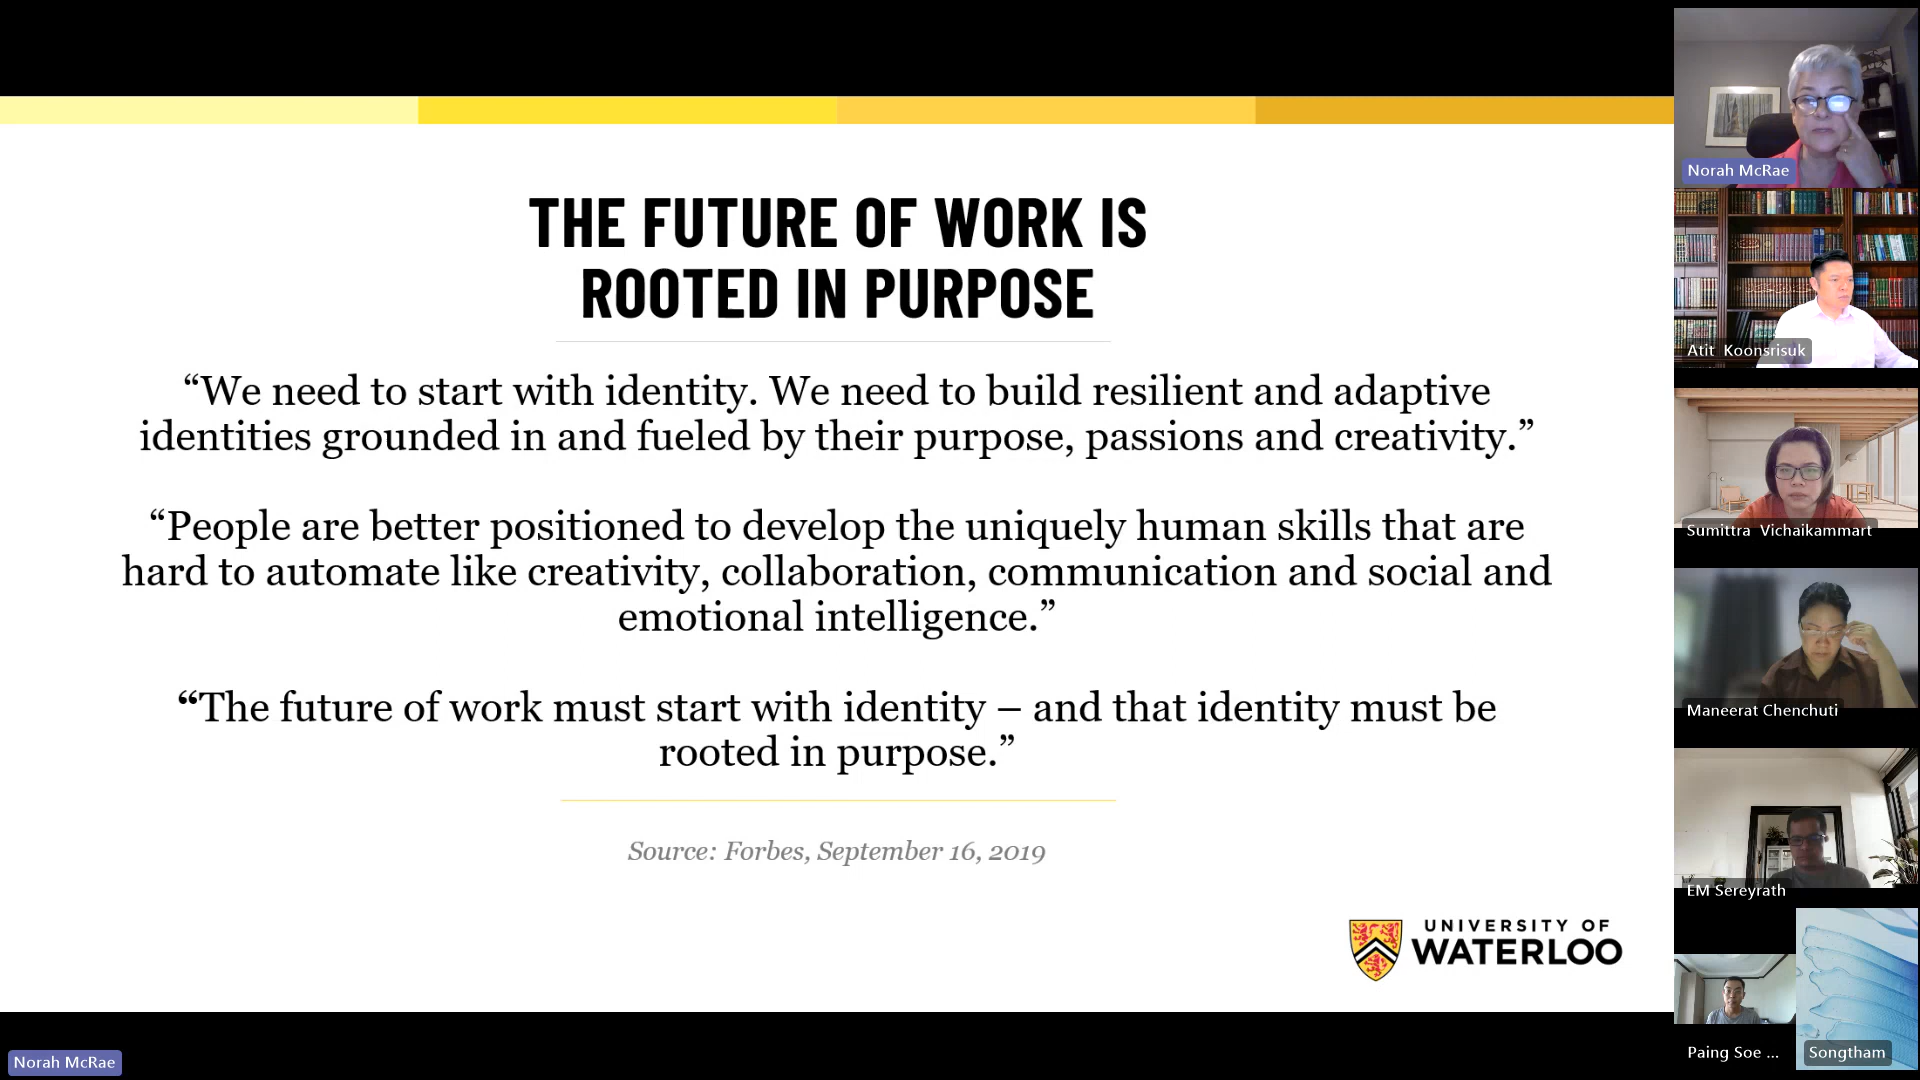 THE FUTURE OF WORK IS
ROOTED IN PURPOSE
“We need to start with identity. We need to build resilient and adaptive
identities grounded in and fueled by their purpose, passions and creativity.”
“People are better positioned to develop the uniquely human skills that are
hard to automate like creativity, collaboration, communication and social and
emotional intelligence.”
“The future of work must start with identity – and that identity must be
rooted in purpose.”
Source: Forbes, September 16, 2019
UNIVERSITY OF
WATERLOO
Norah McRae
Norah McRae
Atit Koonsrisuk
Sumittra Vichaikammart
Maneerat Chenchuti
EM Sereyrath
Paing Soe ...
Songtham